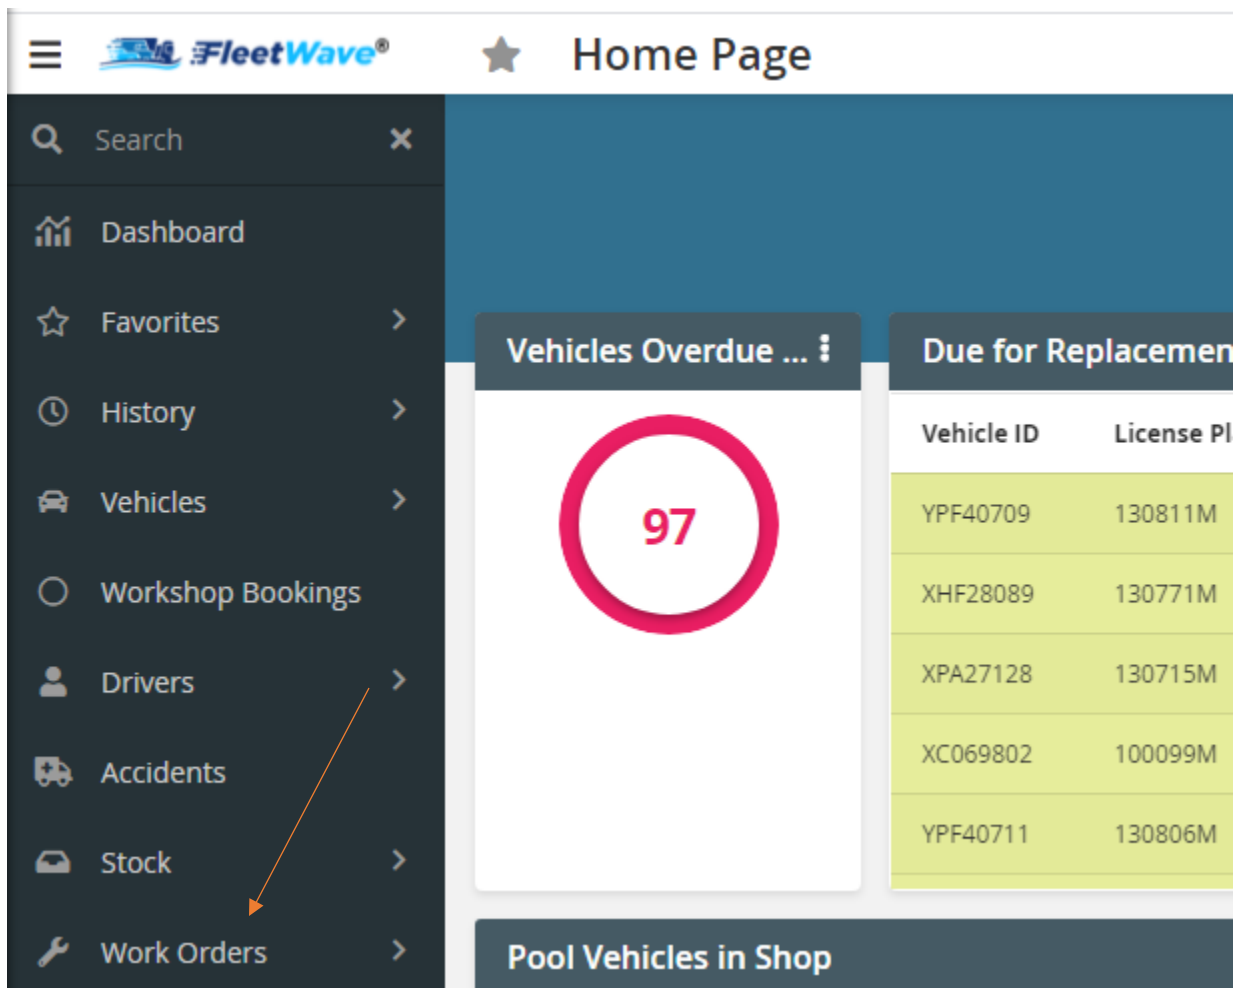 FleetWave®
Home Page
Search
Dashboard
Favorites
History
Vehicles
Workshop Bookings
Drivers
Accidents
Stock
Work Orders
Vehicles Overdue ...
97
Due for Replacemen
Vehicle ID License Pl
YPF40709 130811M
XHF28089 130771M
XPA27128 130715M
XC069802 100099M
YPF40711 130806M
Pool Vehicles in Shop